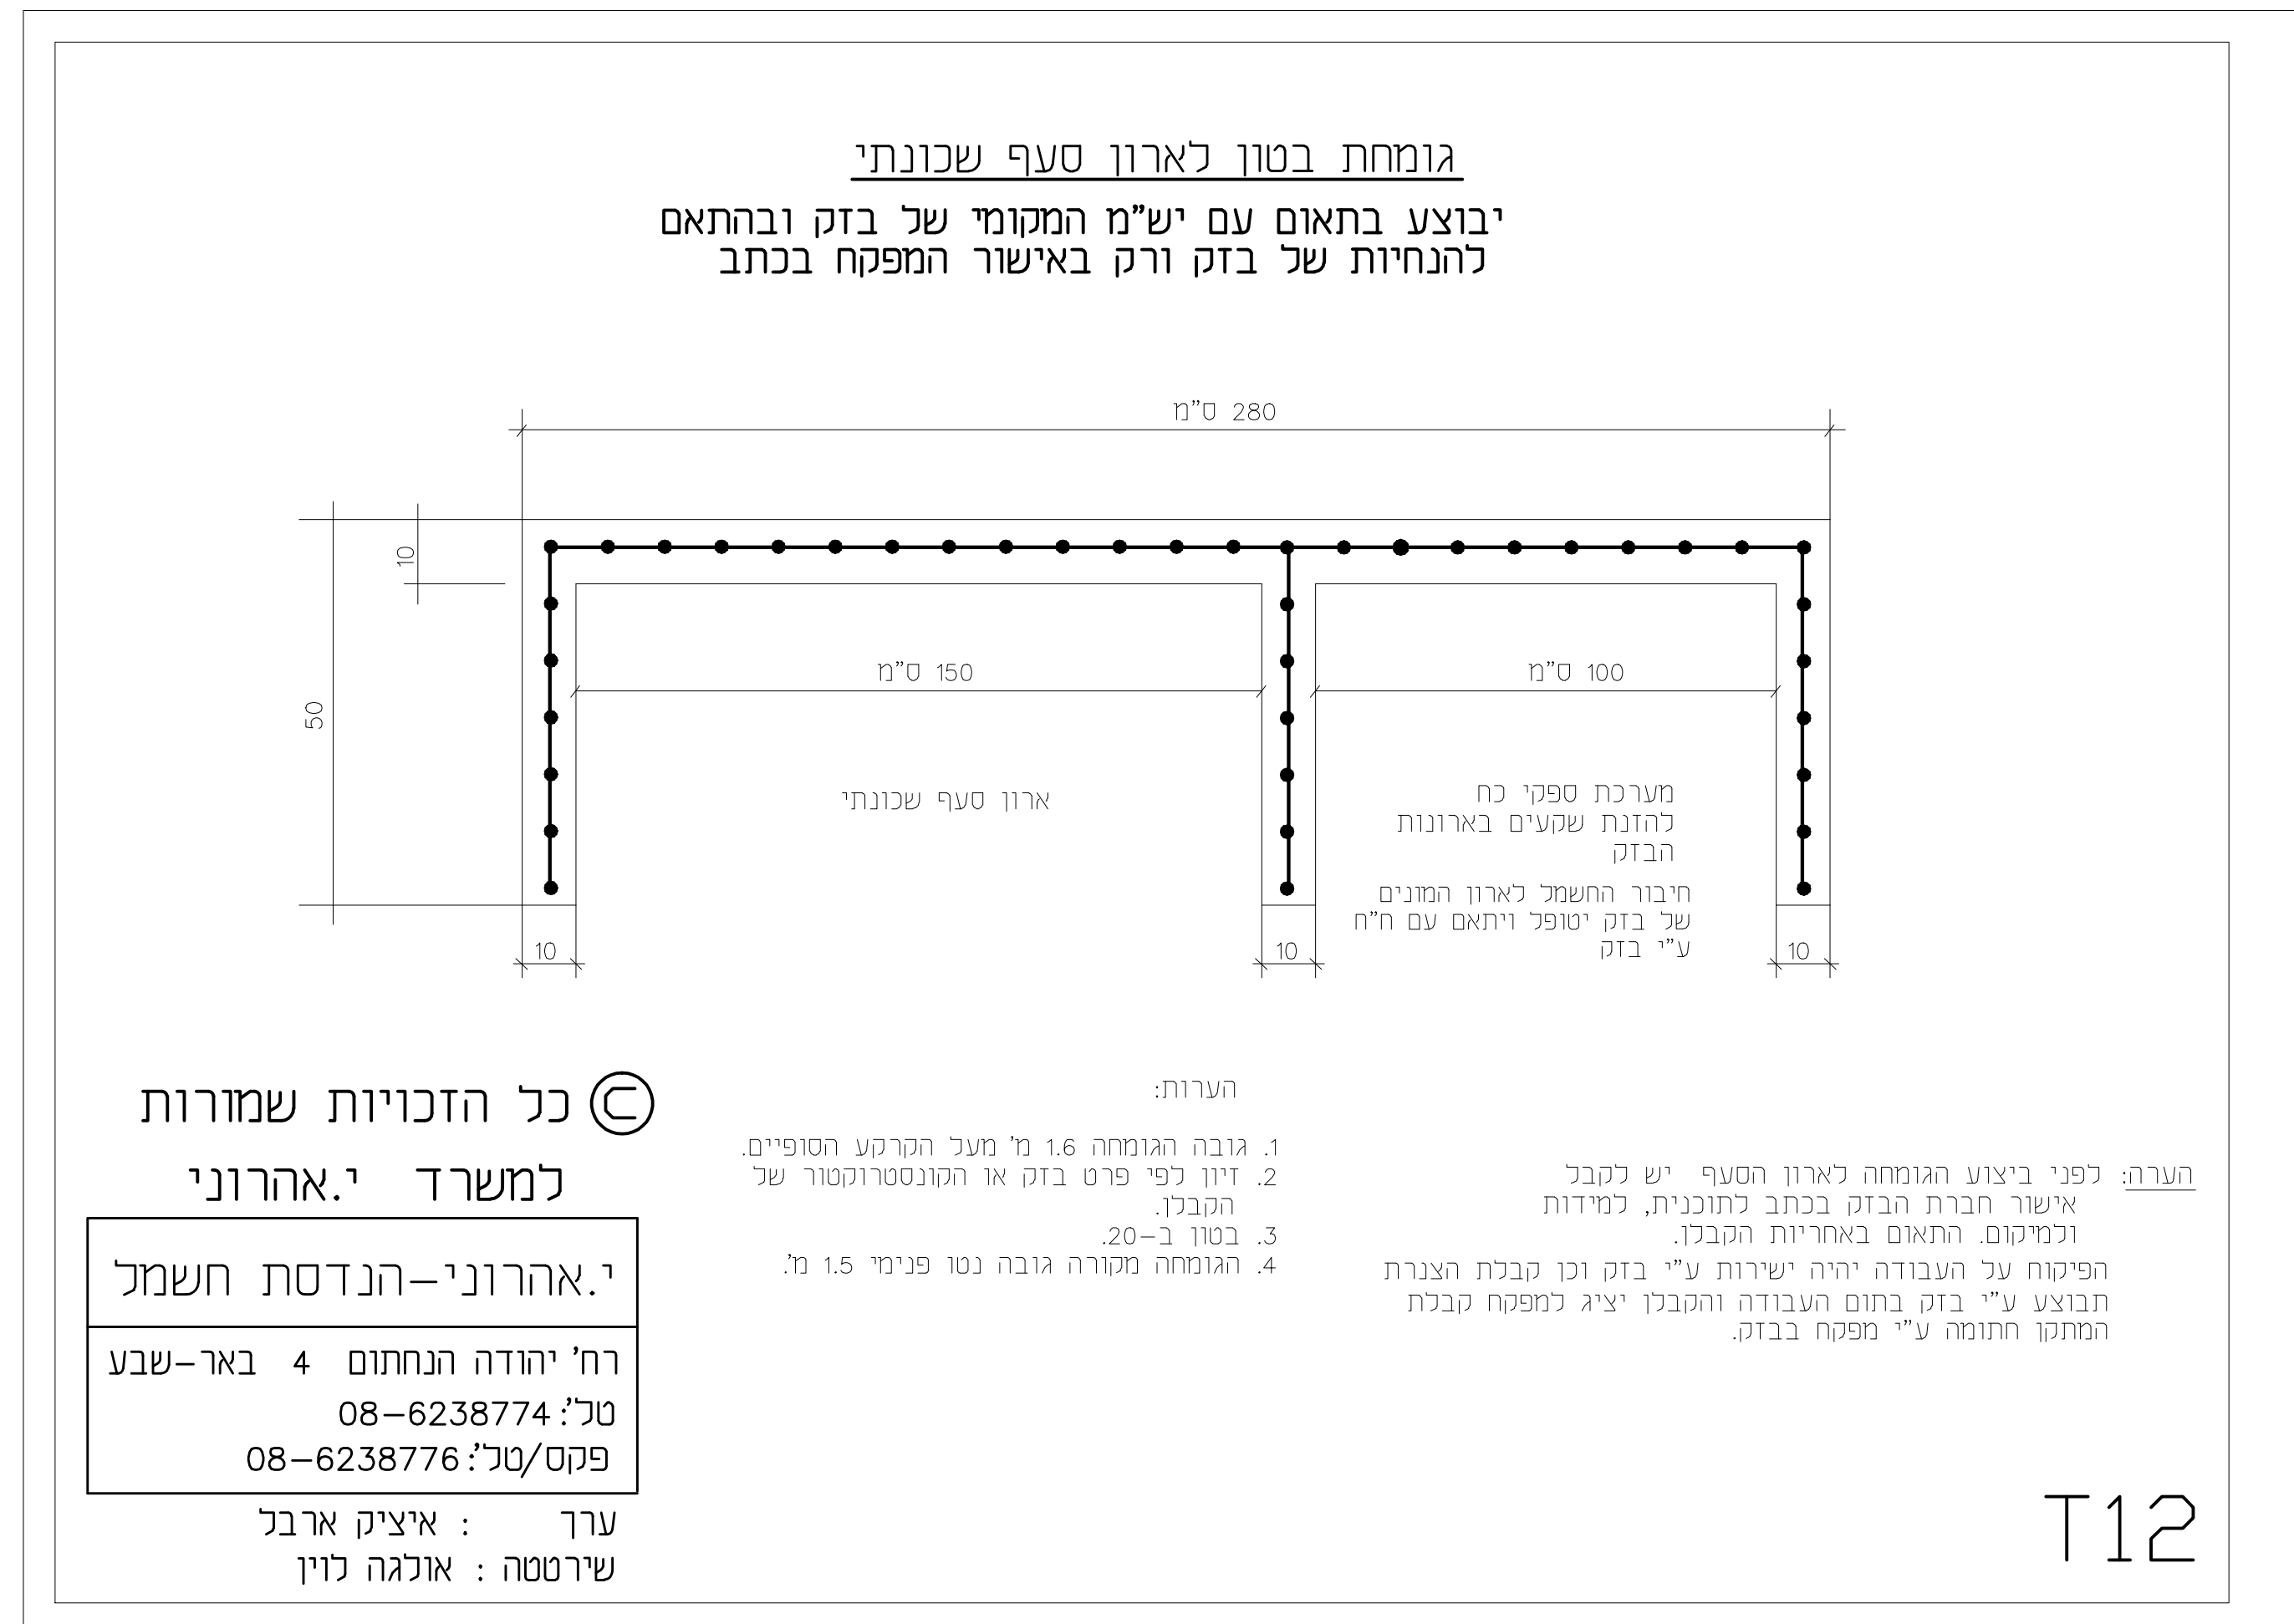 גומחת בטון לארון סעף שכונתי
יבוצע בתאום עם יש"מ המקומי של בזק ובהתאם
להנחיות של בזק ורק באישור המפקח בכתב
280 ס"מ
10
50
150 ס"מ
100 ס"מ
ארון סעף שכונתי
מערכת ספקי כח
להזנת שקעים בארונות
הבזק
חיבור החשמל לארון המונים
של בזק יטופל ויתאם עם ח"ח
ע"י בזק
10
10
10
הערות:
1. גובה הגומחה 1.6 מ' מעל הקרקע הסופיים.
2. זיון לפי פרט בזק או הקונסטרוקטור של
הקבלן.
3. בטון ב-20.
4. הגומחה מקורה גובה נטו פנימי 1.5 מ'.
הערה: לפני ביצוע הגומחה לארון הסעף יש לקבל
אישור חברת הבזק בכתב לתוכנית, למידות
ולמיקום. התאום באחריות הקבלן.
הפיקוח על העבודה יהיה ישירות ע"י בזק וכן קבלת הצנרת
תבוצע ע"י בזק בתום העבודה והקבלן יציג למפקח קבלת
המתקן חתומה ע"י מפקח בבזק.
© כל הזכויות שמורות
למשרד י.אהרוני
י.אהרוני-הנדסת חשמל
רח' יהודה הנחתום 4 באר-שבע
טל': 08-6238774
פקס/טל': 08-6238776
ערך : איציק ארבל
שירטטה : אולגה לוין
T12